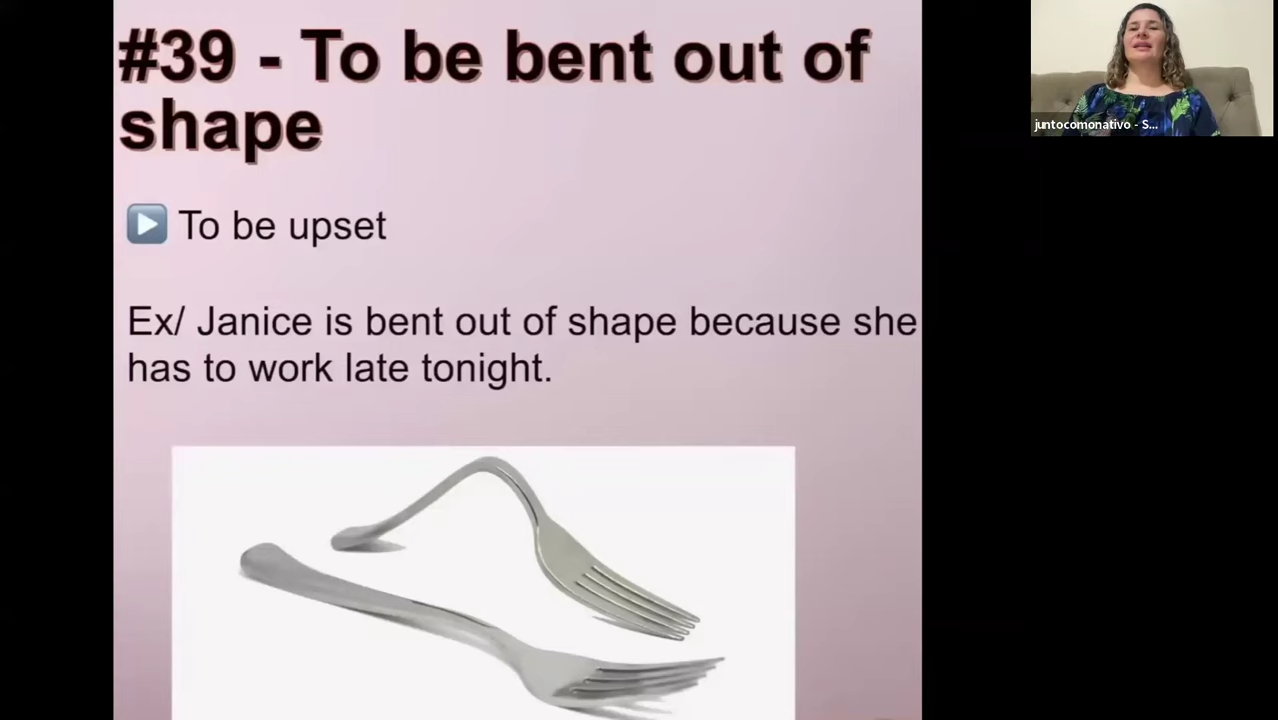 #39 - To be bent out of
shape
To be upset
Ex/ Janice is bent out of shape because she
has to work late tonight.
juntocomonativo - S...